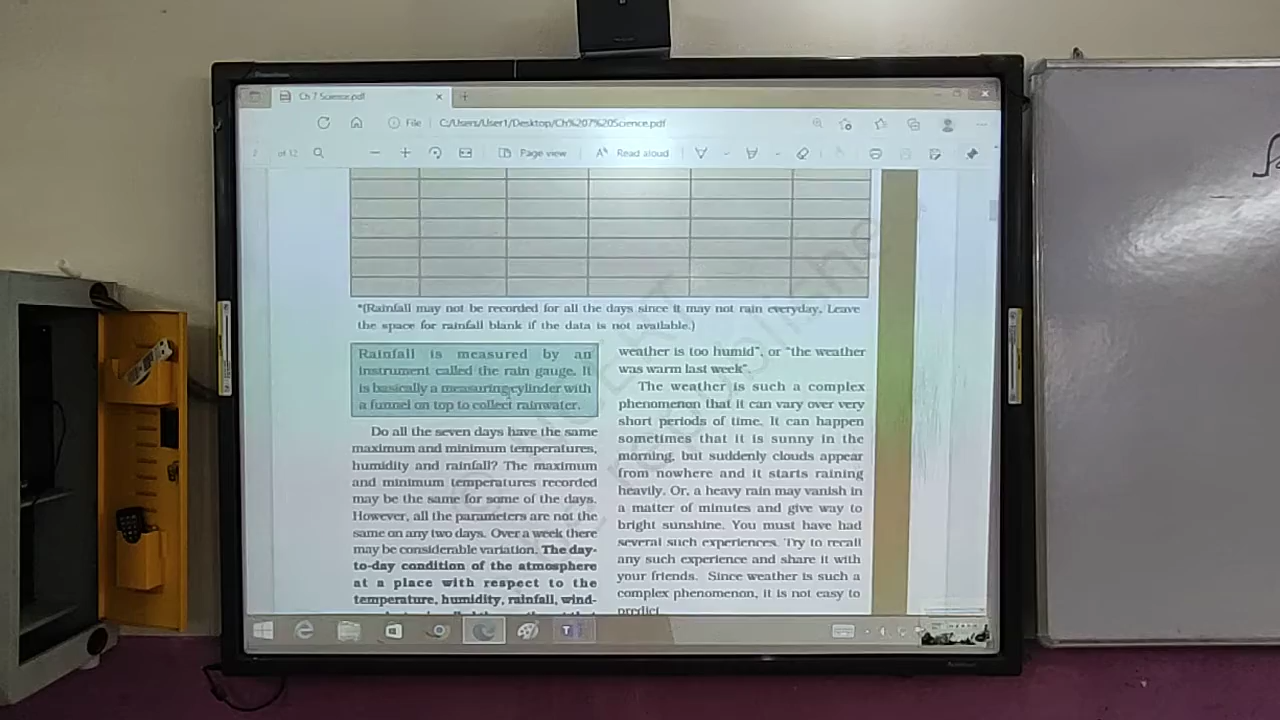 Ch 7 Science.pdf
File C:/Users/User1/Desktop/Ch%207%20Science.pdf
of 12 Page view Read aloud
*(Rainfall may not be recorded for all the days since it may not rain everyday. Leave
the space for rainfall blank if the data is not available.)
Rainfall is measured by an
instrument called the rain gauge. It
is basically a measuring cylinder with
a funnel on top to collect rainwater.
Do all the seven days have the same
maximum and minimum temperatures,
humidity and rainfall? The maximum
and minimum temperatures recorded
may be the same for some of the days.
However, all the parameters are not the
same on any two days. Over a week there
may be considerable variation. The day-
to-day condition of the atmosphere
at a place with respect to the
temperature, humidity, rainfall, wind-
weather is too humid", or "the weather
was warm last week".
The weather is such a complex
phenomenon that it can vary over very
short periods of time. It can happen
sometimes that it is sunny in the
morning, but suddenly clouds appear
from nowhere and it starts raining
heavily. Or, a heavy rain may vanish in
a matter of minutes and give way to
bright sunshine. You must have had
several such experiences. Try to recall
any such experience and share it with
your friends. Since weather is such a
complex phenomenon, it is not easy to
predict